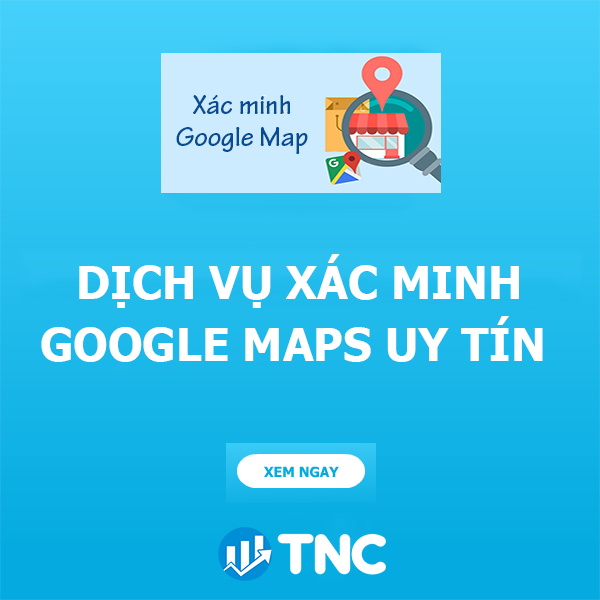 Xác minh
Google Map
G
DỊCH VỤ XÁC MINH
GOOGLE MAPS UY TÍN
XEM NGAY
TNC